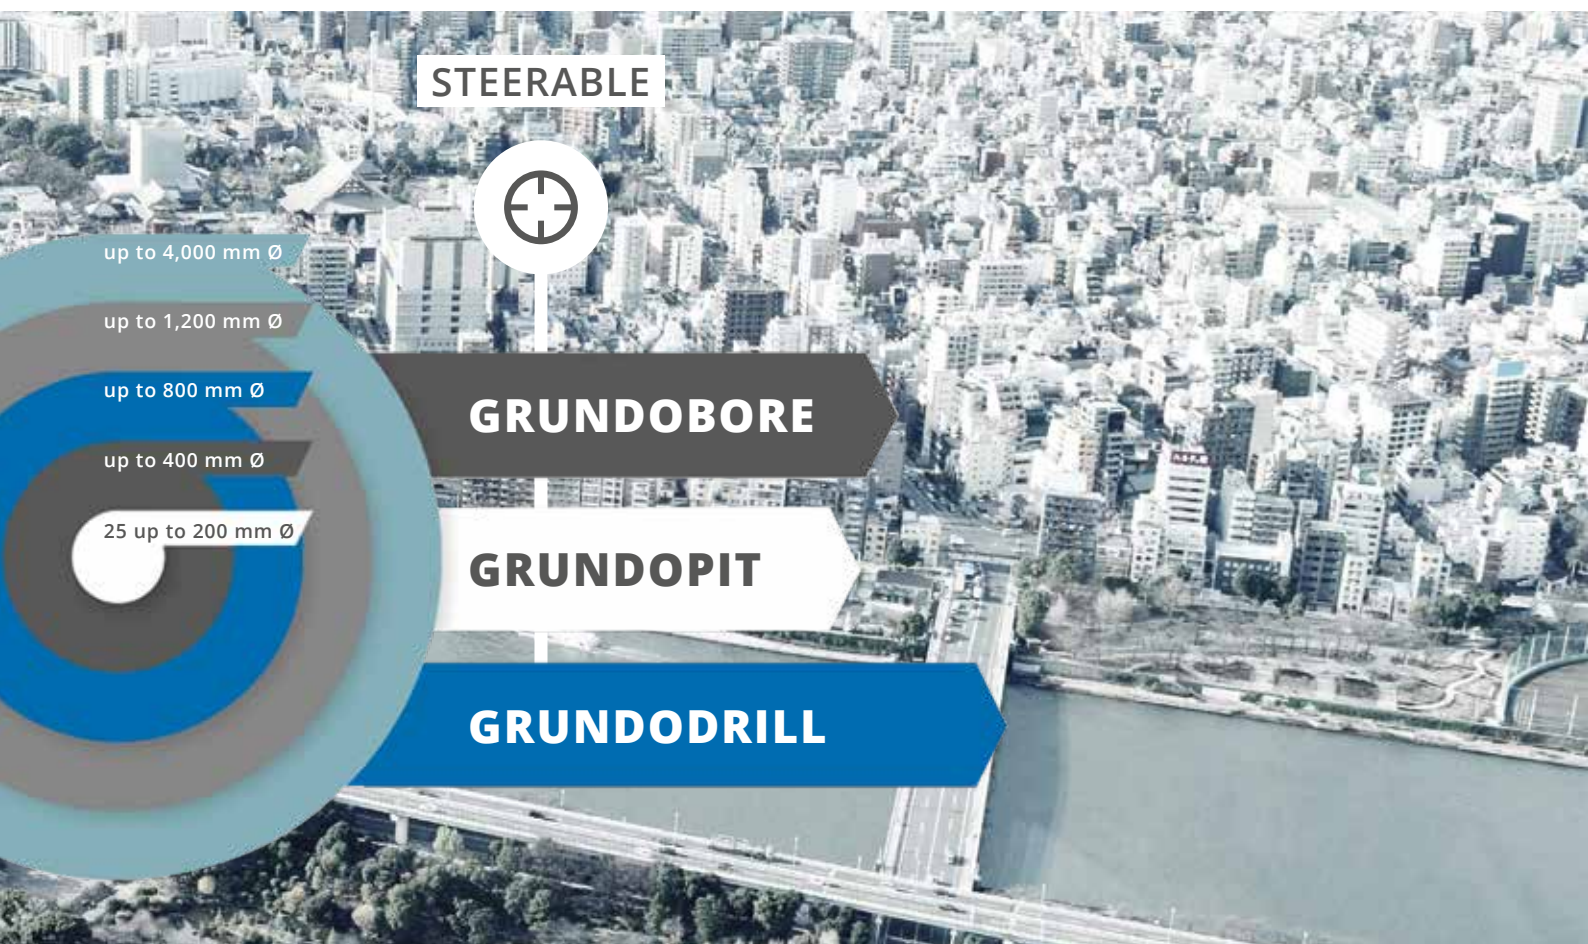 STEERABLE
up to 4,000 mm Ø
up to 1,200 mm Ø
up to 800 mm Ø
up to 400 mm Ø
25 up to 200 mm Ø
GRUNDOBORE
GRUNDOPIT
GRUNDODRILL